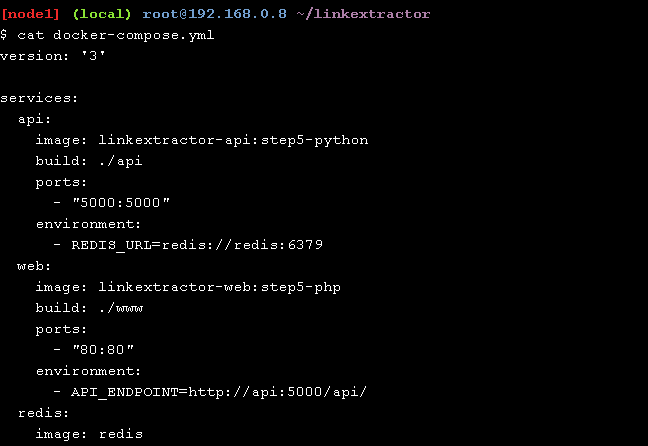 [node1] (local) root@192.168.0.8 ~/linkextractor
$ cat docker-compose.yml
version: '3'

services:
  api:
    image: linkextractor-api:step5-python
    build: ./api
    ports:
      - "5000:5000"
    environment:
      - REDIS_URL=redis://redis:6379
  web:
    image: linkextractor-web:step5-php
    build: ./www
    ports:
      - "80:80"
    environment:
      - API_ENDPOINT=http://api:5000/api/
  redis:
    image: redis